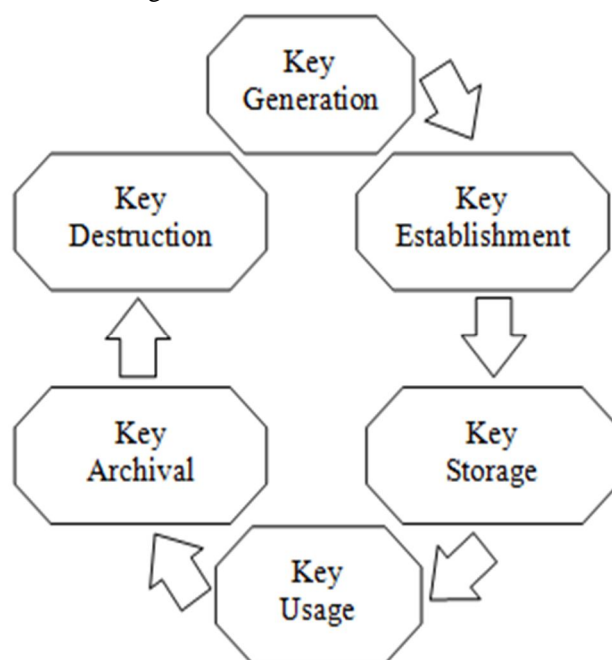 Key
Generation
Key
Establishment
Key
Storage
Key
Usage
Key
Archival
Key
Destruction